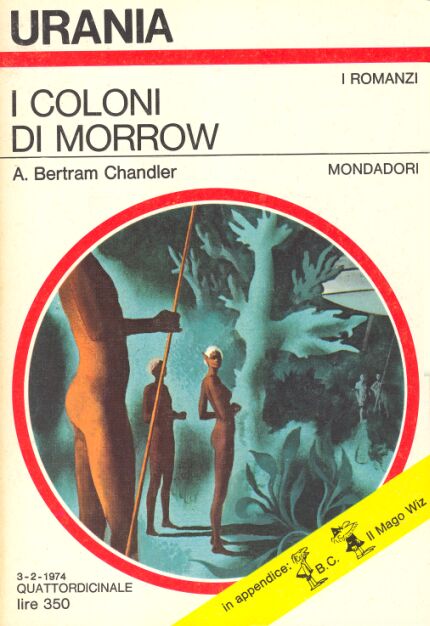 URANIA
I ROMANZI
I COLONI
DI MORROW
A. Bertram Chandler
MONDADORI
3-2-1974
QUATTORDICINALE
lire 350
in appendice:
B.C.
Il Mago Wiz